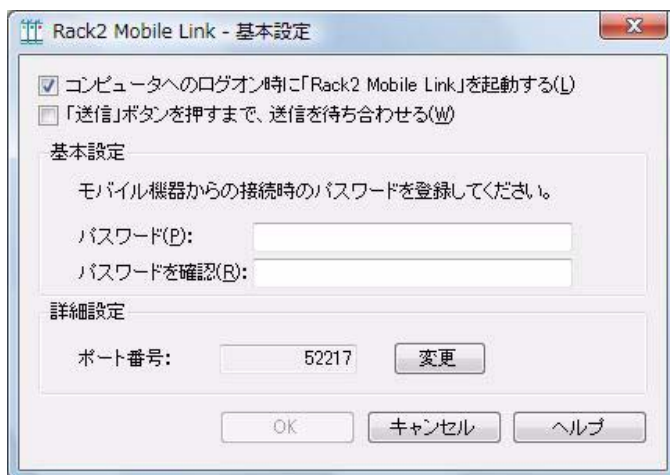 Rack2 Mobile Link - 基本設定
コンピュータへのログオン時に「Rack2 Mobile Link」を起動する(L)
「送信」ボタンを押すまで、送信を待ち合わせる(W)
基本設定
モバイル機器からの接続時のパスワードを登録してください。
パスワード(P):
パスワードを確認(R):
詳細設定
ポート番号: 52217 変更
OK キャンセル ヘルプ